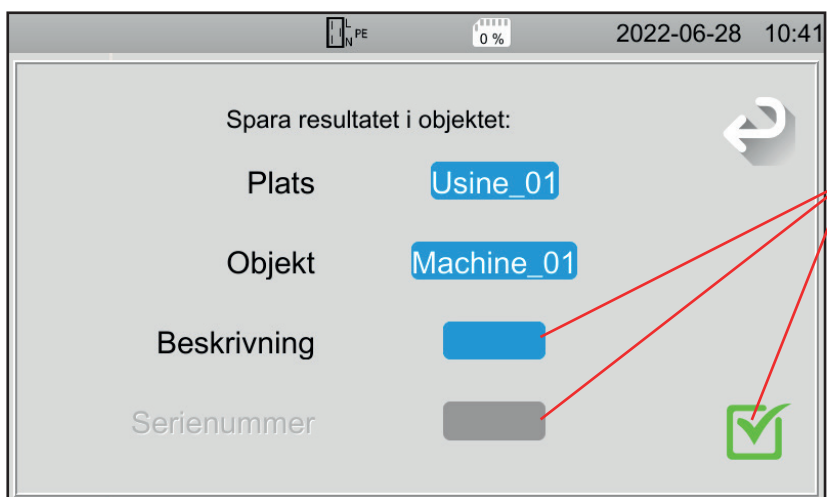 L
N PE
0 %
2022-06-28 10:41
Spara resultatet i objektet:
Plats Usine_01
Objekt Machine_01
Beskrivning
Serienummer